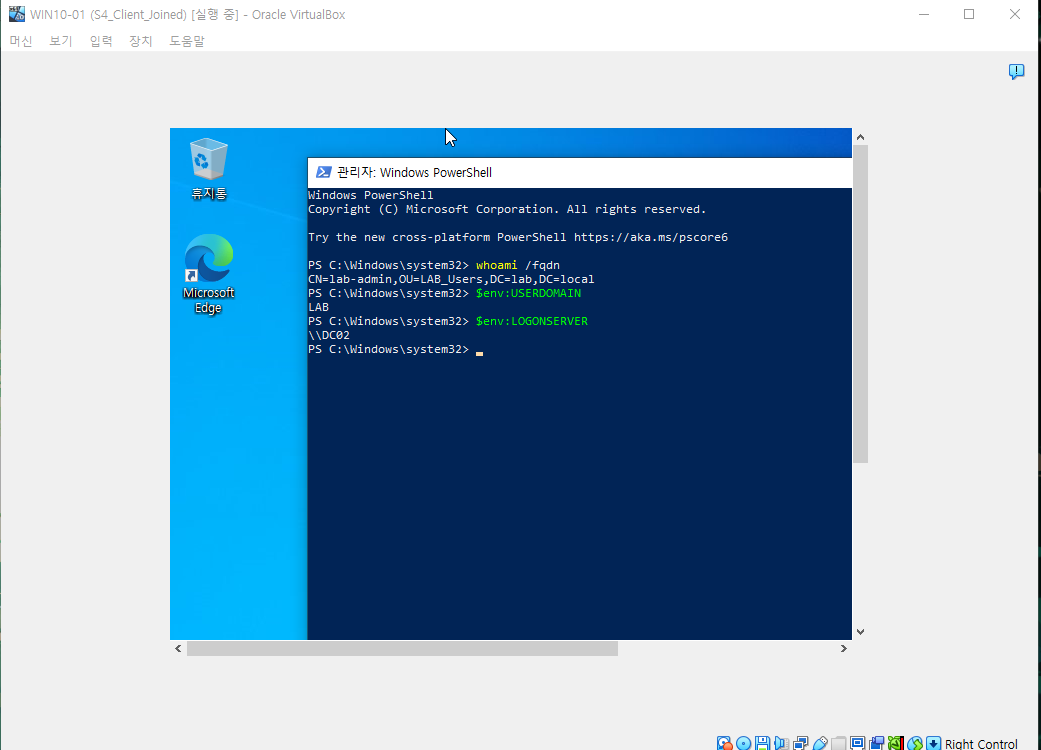 WIN10-01 (S4_Client_Joined) [실행 중] - Oracle VirtualBox
머신 보기 입력 장치 도움말
휴지통
Microsoft
Edge
관리자: Windows PowerShell
Windows PowerShell
Copyright (C) Microsoft Corporation. All rights reserved.
Try the new cross-platform PowerShell https://aka.ms/pscore6
PS C:\Windows\system32> whoami /fqdn
CN=lab-admin,OU=LAB_Users,DC=lab,DC=local
PS C:\Windows\system32> $env:USERDOMAIN
LAB
PS C:\Windows\system32> $env:LOGONSERVER
\\DC02
PS C:\Windows\system32>
Right Control